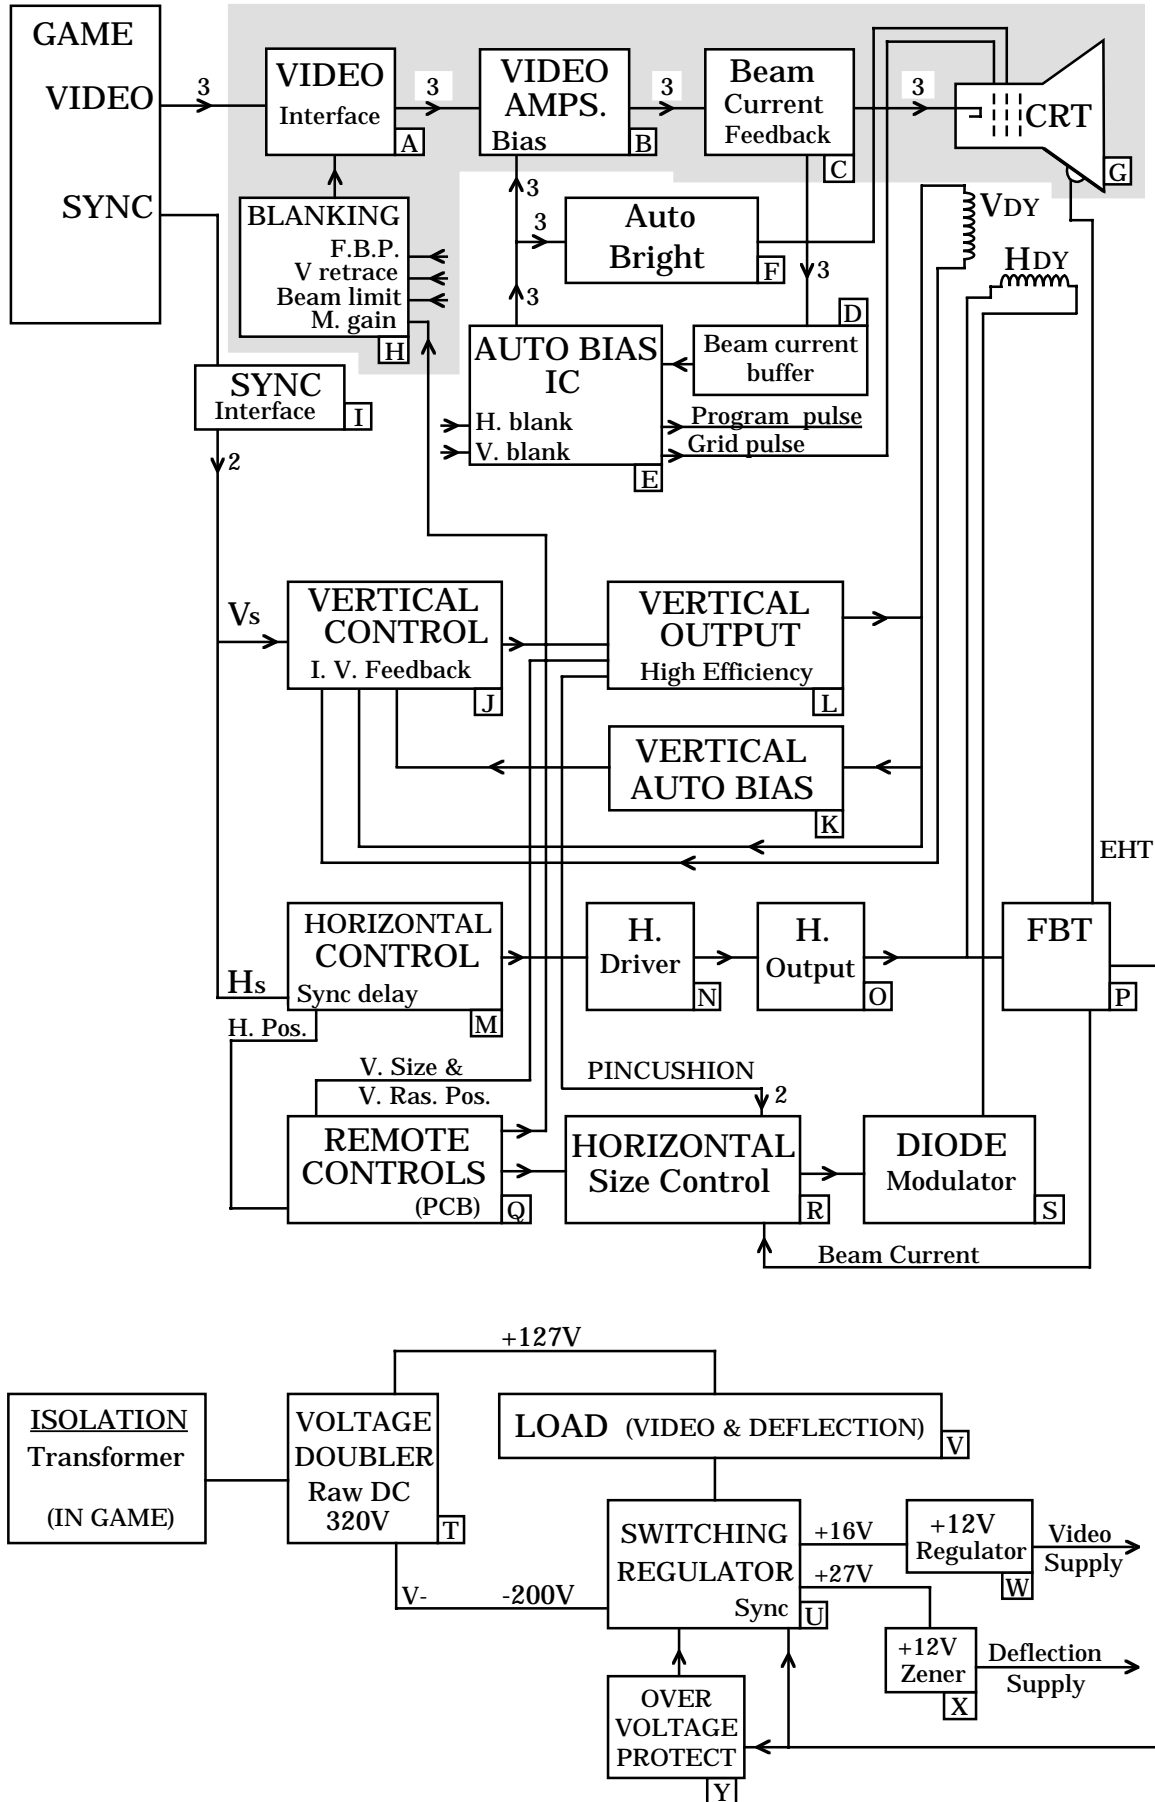 GAME
VIDEO
SYNC
3
VIDEO
Interface
A
3
VIDEO
AMPS.
Bias
B
3
Beam
Current
Feedback
C
3
CRT
G
BLANKING
F.B.P.
V retrace
Beam limit
M. gain
H
3
3
3
Auto
Bright
F
3
VDY
HDY
D
Beam current
buffer
AUTO BIAS
IC
H. blank
V. blank
E
Program pulse
Grid pulse
SYNC
Interface
I
2
Vs
VERTICAL
CONTROL
I. V. Feedback
J
VERTICAL
OUTPUT
High Efficiency
L
VERTICAL
AUTO BIAS
K
EHT
HORIZONTAL
CONTROL
Sync delay
M
Hs
H. Pos.
H.
Driver
N
H.
Output
O
FBT
P
V. Size &
V. Ras. Pos.
PINCUSHION
2
REMOTE
CONTROLS
(PCB)
Q
HORIZONTAL
Size Control
R
DIODE
Modulator
S
Beam Current
+127V
ISOLATION
Transformer
(IN GAME)
VOLTAGE
DOUBLER
Raw DC
320V
T
LOAD (VIDEO & DEFLECTION)
V
V-
-200V
SWITCHING
REGULATOR
Sync
U
+16V
+27V
+12V
Regulator
W
Video
Supply
+12V
Zener
X
Deflection
Supply
OVER
VOLTAGE
PROTECT
Y